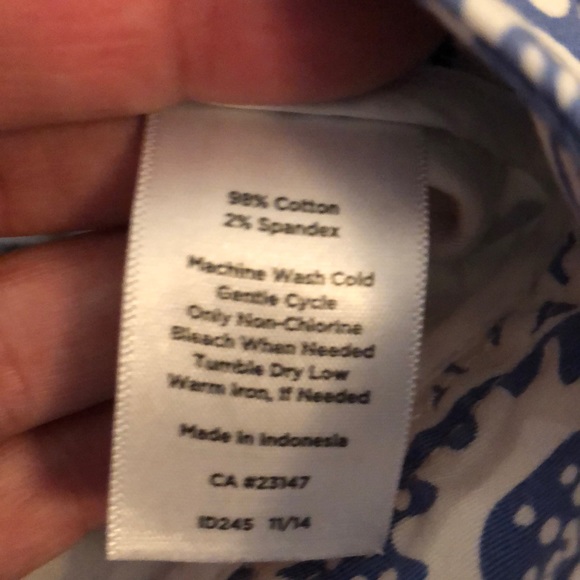 98% Cotton
2% Spandex
Machine Wash Cold
Gentle Cycle
Only Non-Chlorine
Bleach When Needed
Tumble Dry Low
Warm Iron, If Needed
Made in Indonesia
CA #23147
ID245 11/14